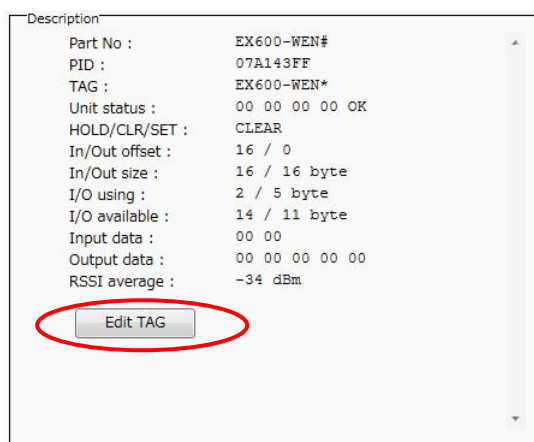 Description
Part No : EX600-WEN#
PID : 07A143FF
TAG : EX600-WEN*
Unit status : 00 00 00 00 OK
HOLD/CLR/SET : CLEAR
In/Out offset : 16 / 0
In/Out size : 16 / 16 byte
I/O using : 2 / 5 byte
I/O available : 14 / 11 byte
Input data : 00 00
Output data : 00 00 00 00 00
RSSI average : -34 dBm
Edit TAG